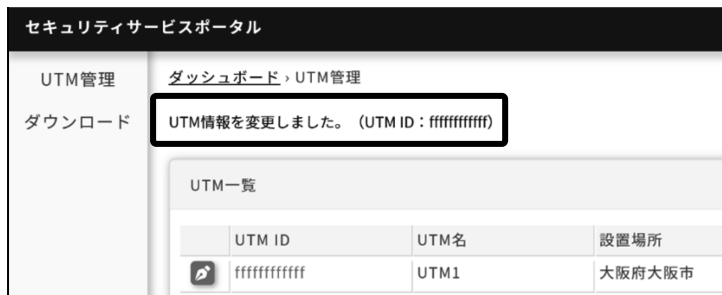 セキュリティサービスポータル
UTM管理
ダウンロード
ダッシュボード › UTM管理
UTM情報を変更しました。（UTM ID：ffffffffffff）
UTM一覧
UTM ID UTM名 設置場所
ffffffffffff UTM1 大阪府大阪市